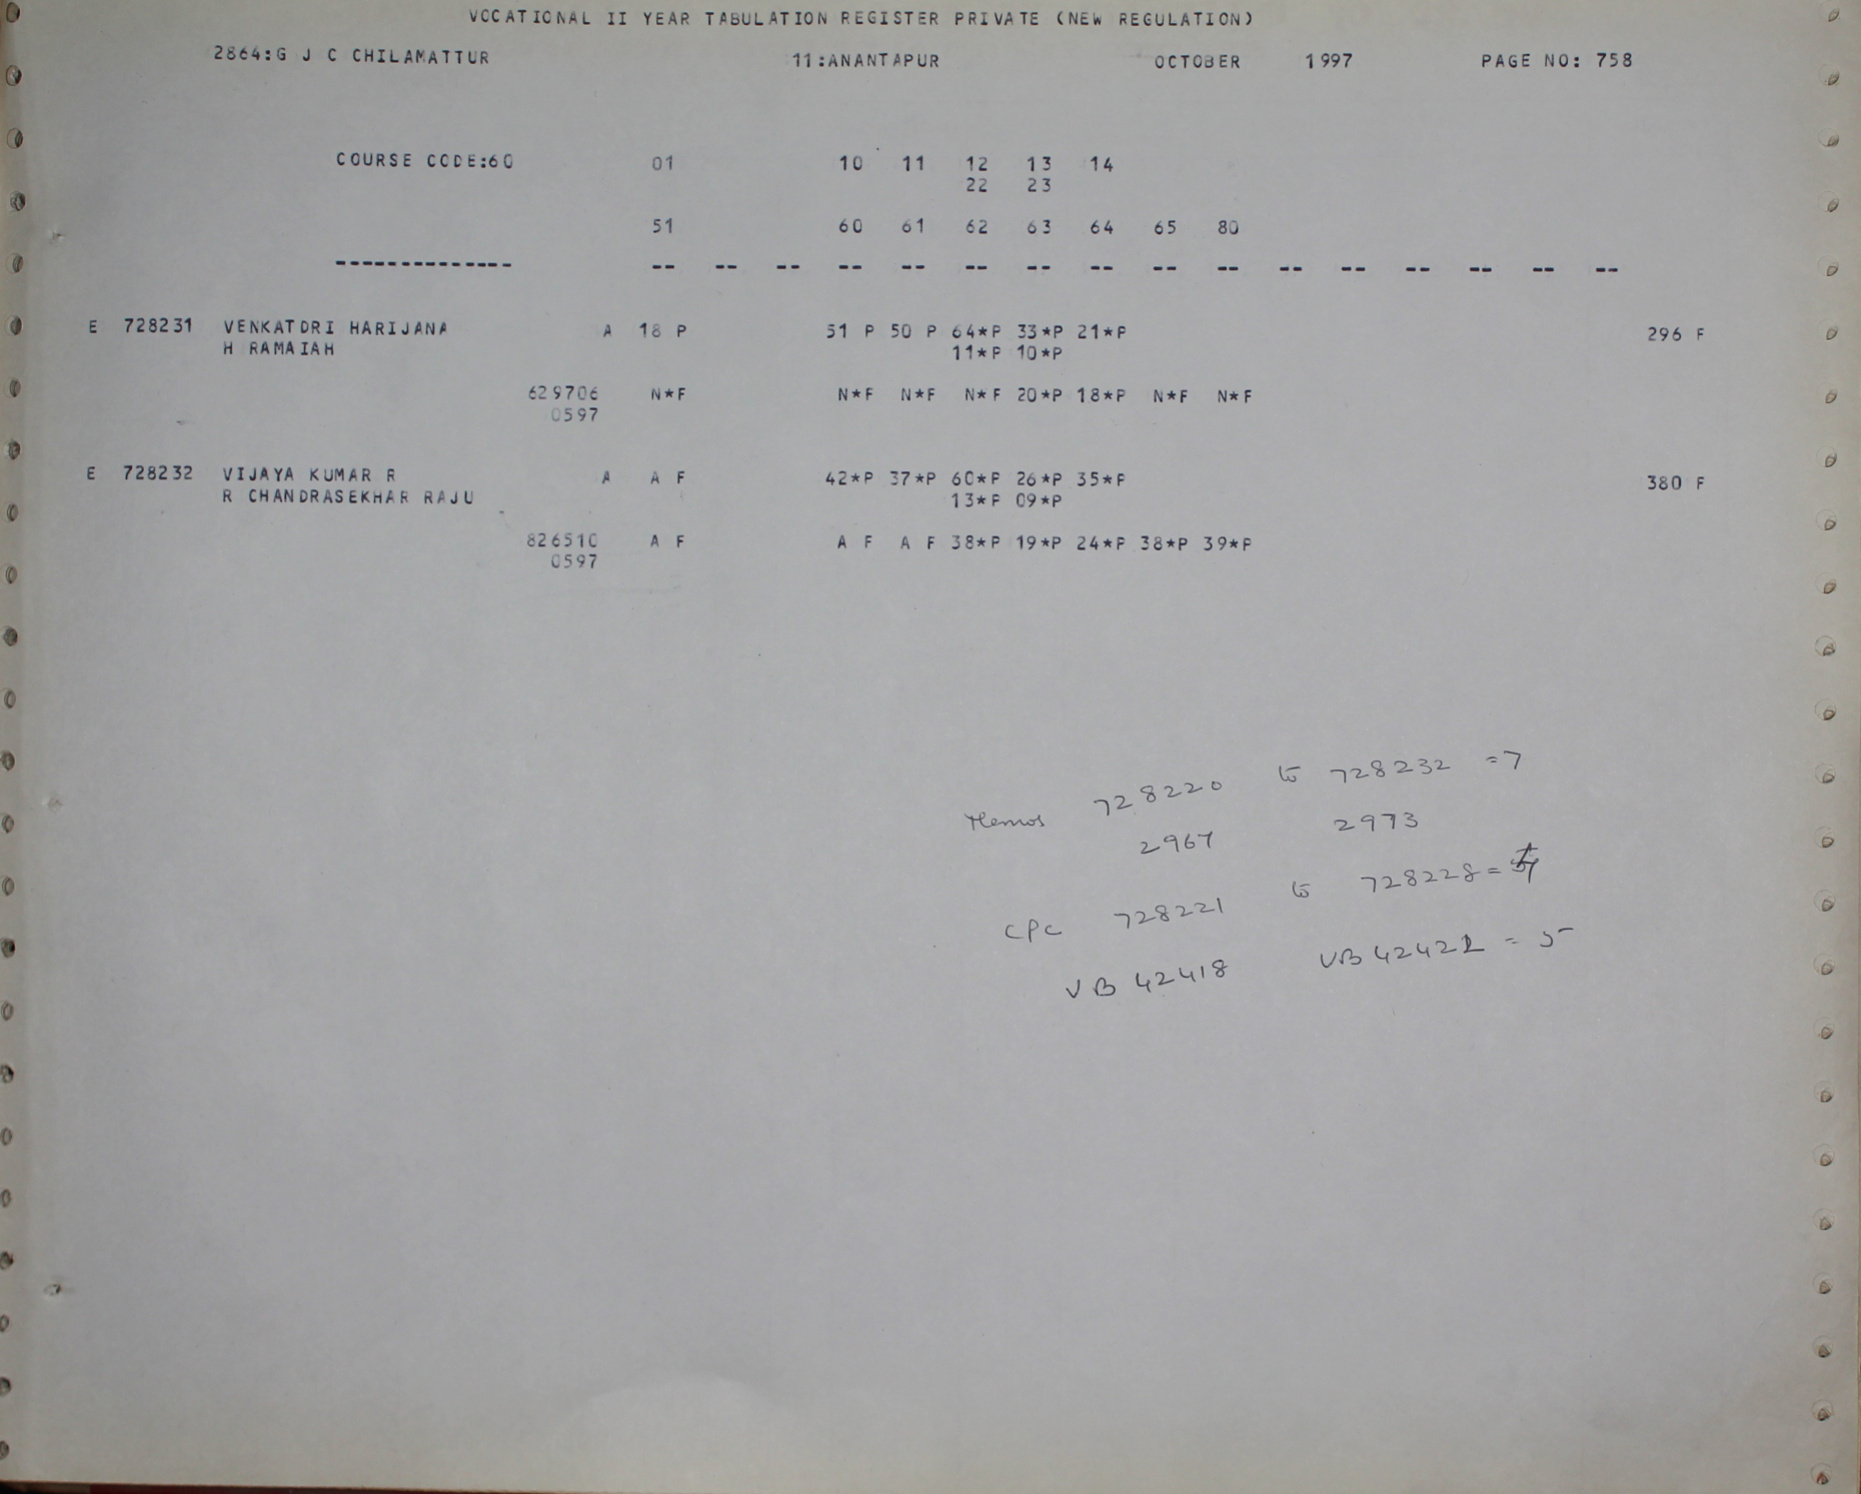 VOCATIONAL II YEAR TABULATION REGISTER PRIVATE (NEW REGULATION)
2864:G J C CHILAMATTUR 11:ANANTAPUR OCTOBER 1997 PAGE NO: 758
COURSE CODE:60 01 10 11 12 13 14
22 23
51 60 61 62 63 64 65 80
-------------- -- -- -- -- -- -- -- -- -- -- -- -- -- -- -- --
E 728231 VENKATDRI HARIJANA A 18 P 51 P 50 P 64*P 33*P 21*P 296 F
H RAMAIAH 11*P 10*P
629706 N*F N*F N*F N*F 20*P 18*P N*F N*F
0597
E 728232 VIJAYA KUMAR R A A F 42*P 37*P 60*P 26*P 35*P 380 F
R CHANDRASEKHAR RAJU 13*P 09*P
826510 A F A F A F 38*P 19*P 24*P 38*P 39*P
0597
Memos 728220 to 728232 =7
2967 2973
CPC 728221 to 728228 =
VB 42418 VB 42422 = 5